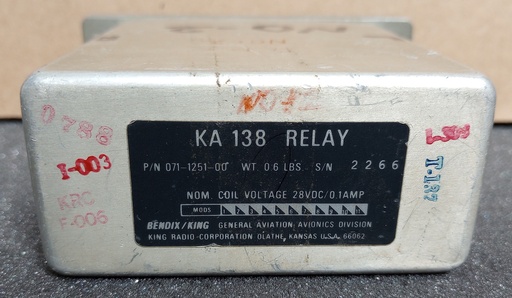 0788
I-003
KRC
F-006
KA 138 RELAY
P/N 071-1251-00 WT 0.6 LBS. S/N 2266
NOM. COIL VOLTAGE 28VDC/0.1AMP
MODS
BENDIX/KING GENERAL AVIATION AVIONICS DIVISION
KING RADIO CORPORATION OLATHE, KANSAS U.S.A. 66062
T-137